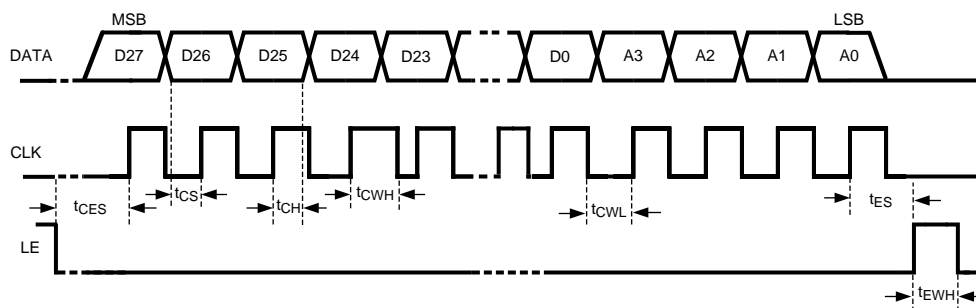 MSB LSB
DATA D27 D26 D25 D24 D23 D0 A3 A2 A1 A0
CLK
tCES tCS tCH tCWH tCWL tES
LE
tEWH